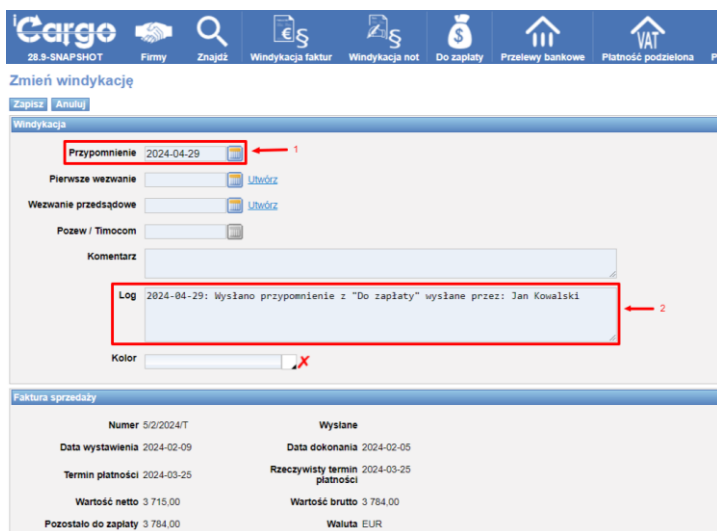 iCargo
28.9-SNAPSHOT Firmy Znajdź Windykacja faktur Windykacja not Do zapłaty Przelewy bankowe VAT Płatność podzielona P
Zmień windykację
Zapisz Anuluj
Windykacja
Przypomnienie 2024-04-29 1
Pierwsze wezwanie Utwórz
Wezwanie przedsądowe Utwórz
Pozew / Timocom
Komentarz
Log 2024-04-29: Wysłano przypomnienie z "Do zapłaty" wysłane przez: Jan Kowalski 2
Kolor
Faktura sprzedaży
Numer 5/2/2024/T Wysłane
Data wystawienia 2024-02-09 Data dokonania 2024-02-05
Termin płatności 2024-03-25 Rzeczywisty termin płatności 2024-03-25
Wartość netto 3 715,00 Wartość brutto 3 784,00
Pozostało do zapłaty 3 784,00 Waluta EUR